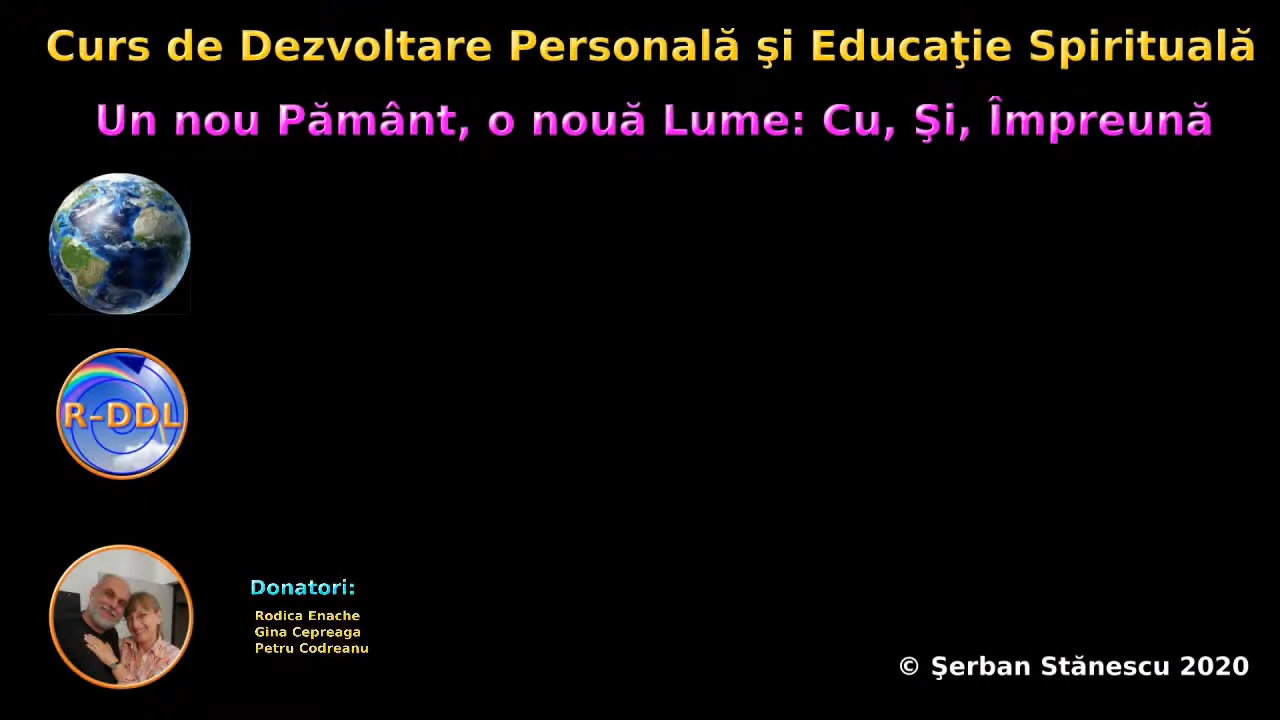 Curs de Dezvoltare Personală şi Educaţie Spirituală
Un nou Pământ, o nouă Lume: Cu, Şi, Împreună
R-DDL
Donatori:
Rodica Enache
Gina Cepreaga
Petru Codreanu
© Şerban Stănescu 2020